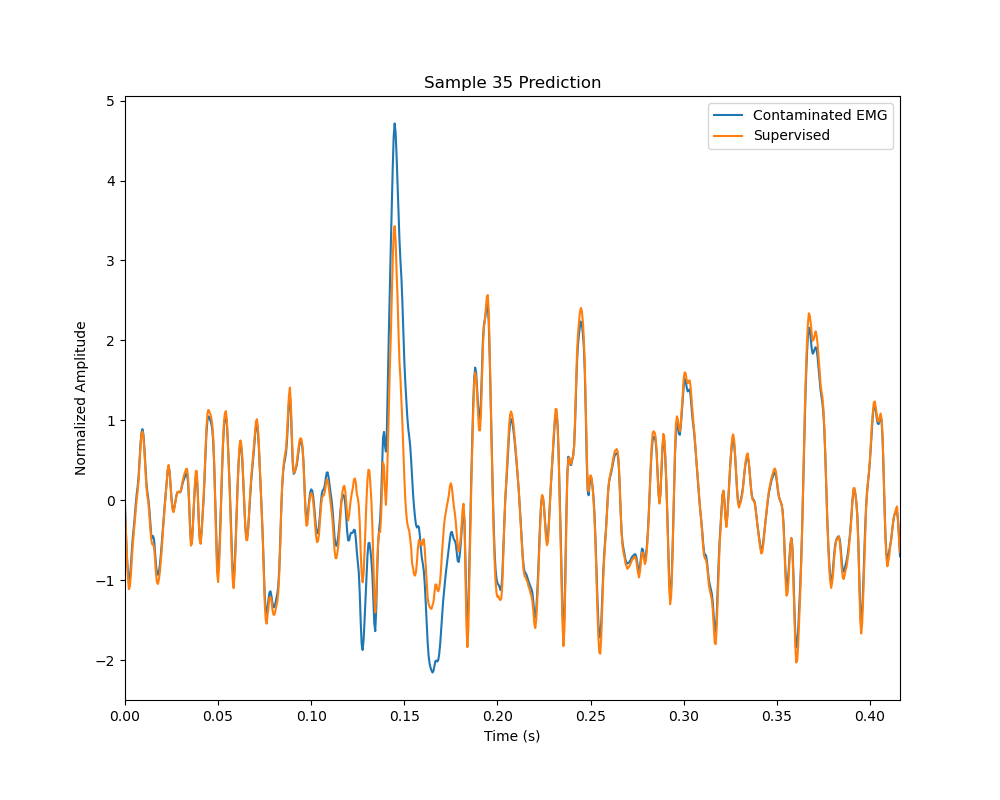 Sample 35 Prediction
Contaminated EMG
Supervised
Normalized Amplitude
5
4
3
2
1
0
−1
−2
0.00 0.05 0.10 0.15 0.20 0.25 0.30 0.35 0.40
Time (s)